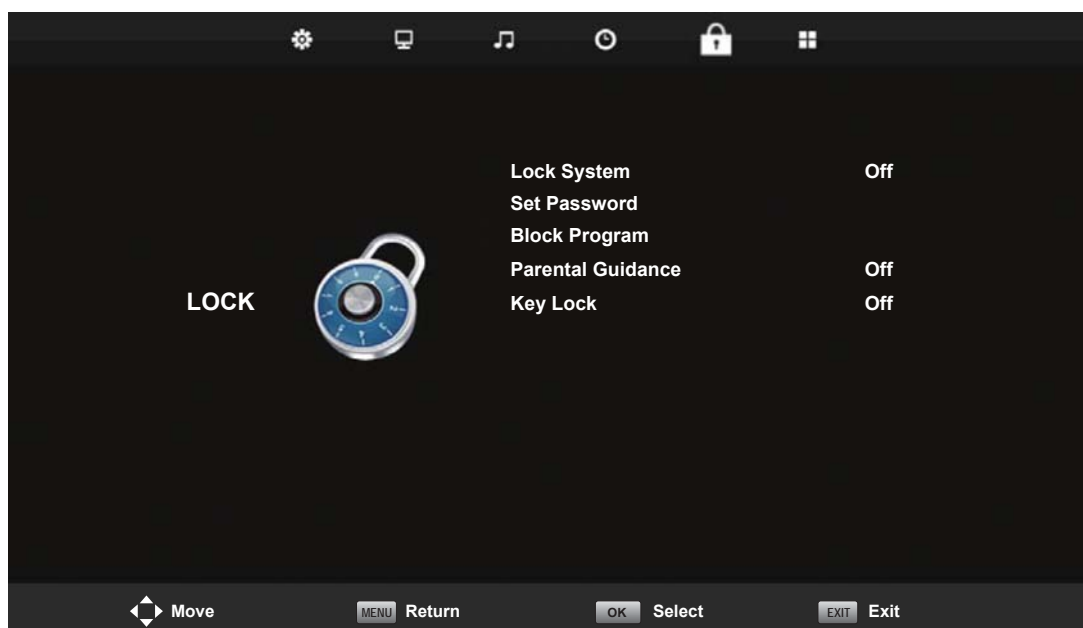 Lock System Off
Set Password
Block Program
Parental Guidance Off
LOCK
Key Lock Off
Move MENU Return OK Select EXIT Exit